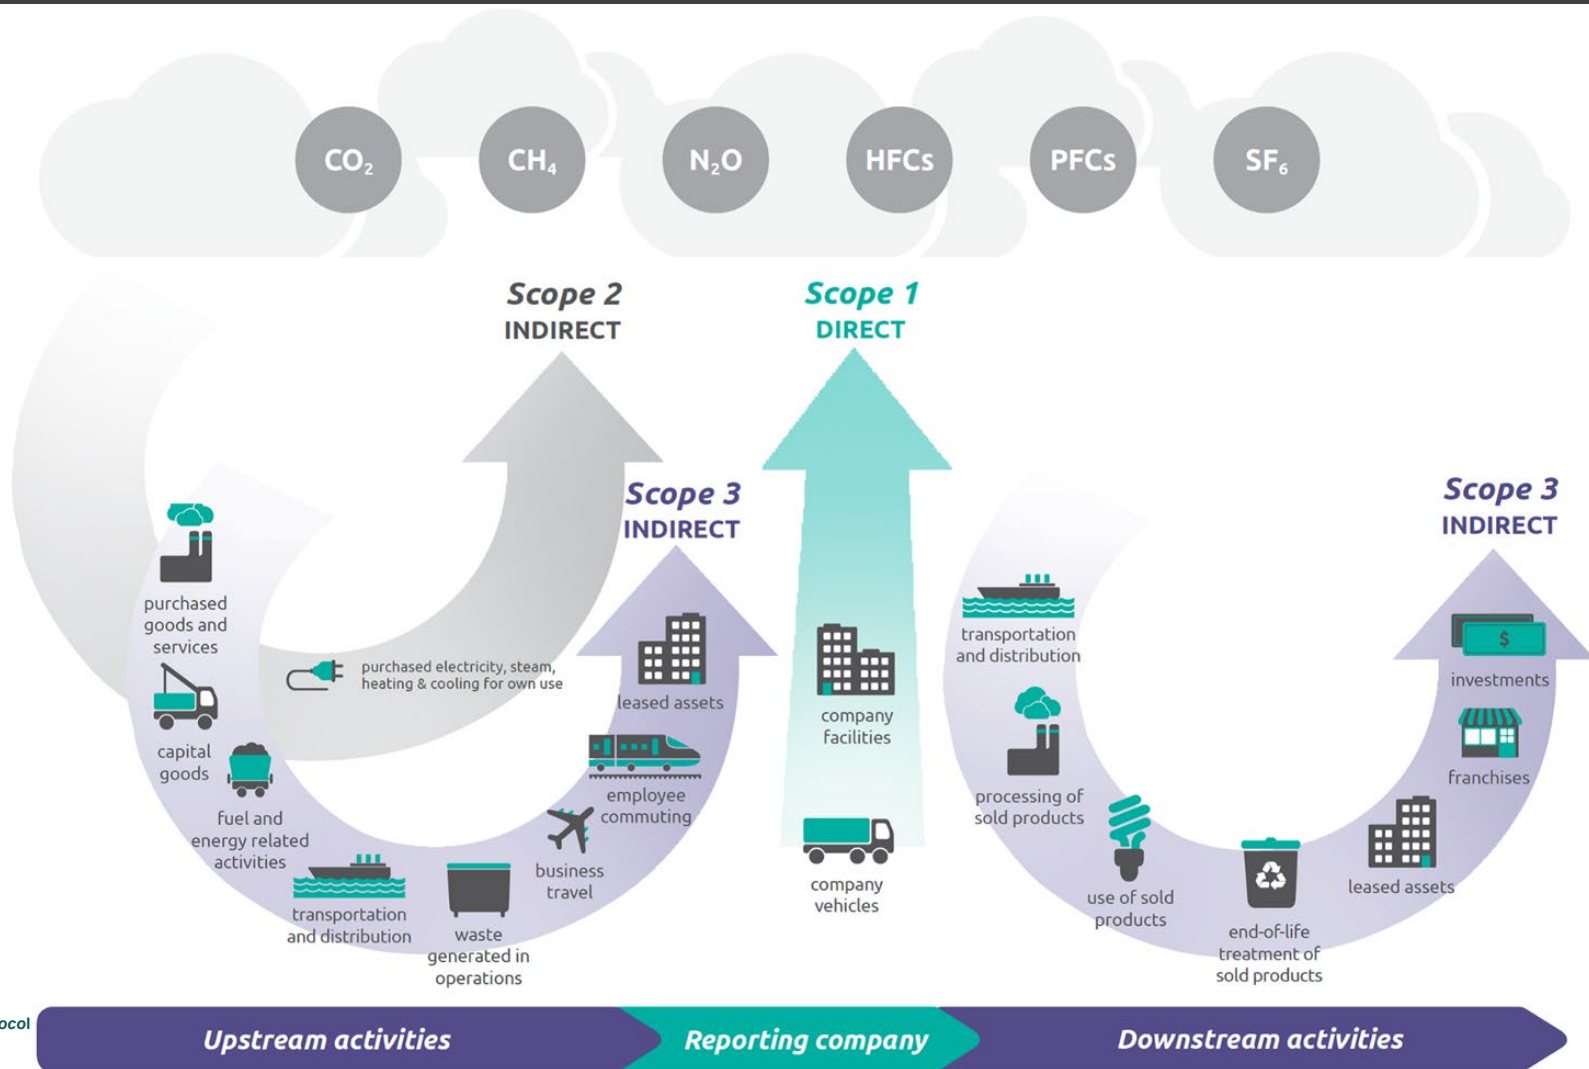 CO₂
CH₄
N₂O
HFCs
PFCs
SF₆
Scope 2
INDIRECT
Scope 1
DIRECT
Scope 3
INDIRECT
Scope 3
INDIRECT
purchased
goods and
services
capital
goods
fuel and
energy related
activities
transportation
and distribution
waste
generated in
operations
business
travel
employee
commuting
leased assets
purchased electricity, steam,
heating & cooling for own use
company
facilities
company
vehicles
transportation
and distribution
processing of
sold products
use of sold
products
end-of-life
treatment of
sold products
leased assets
franchises
investments
$
Upstream activities
Reporting company
Downstream activities